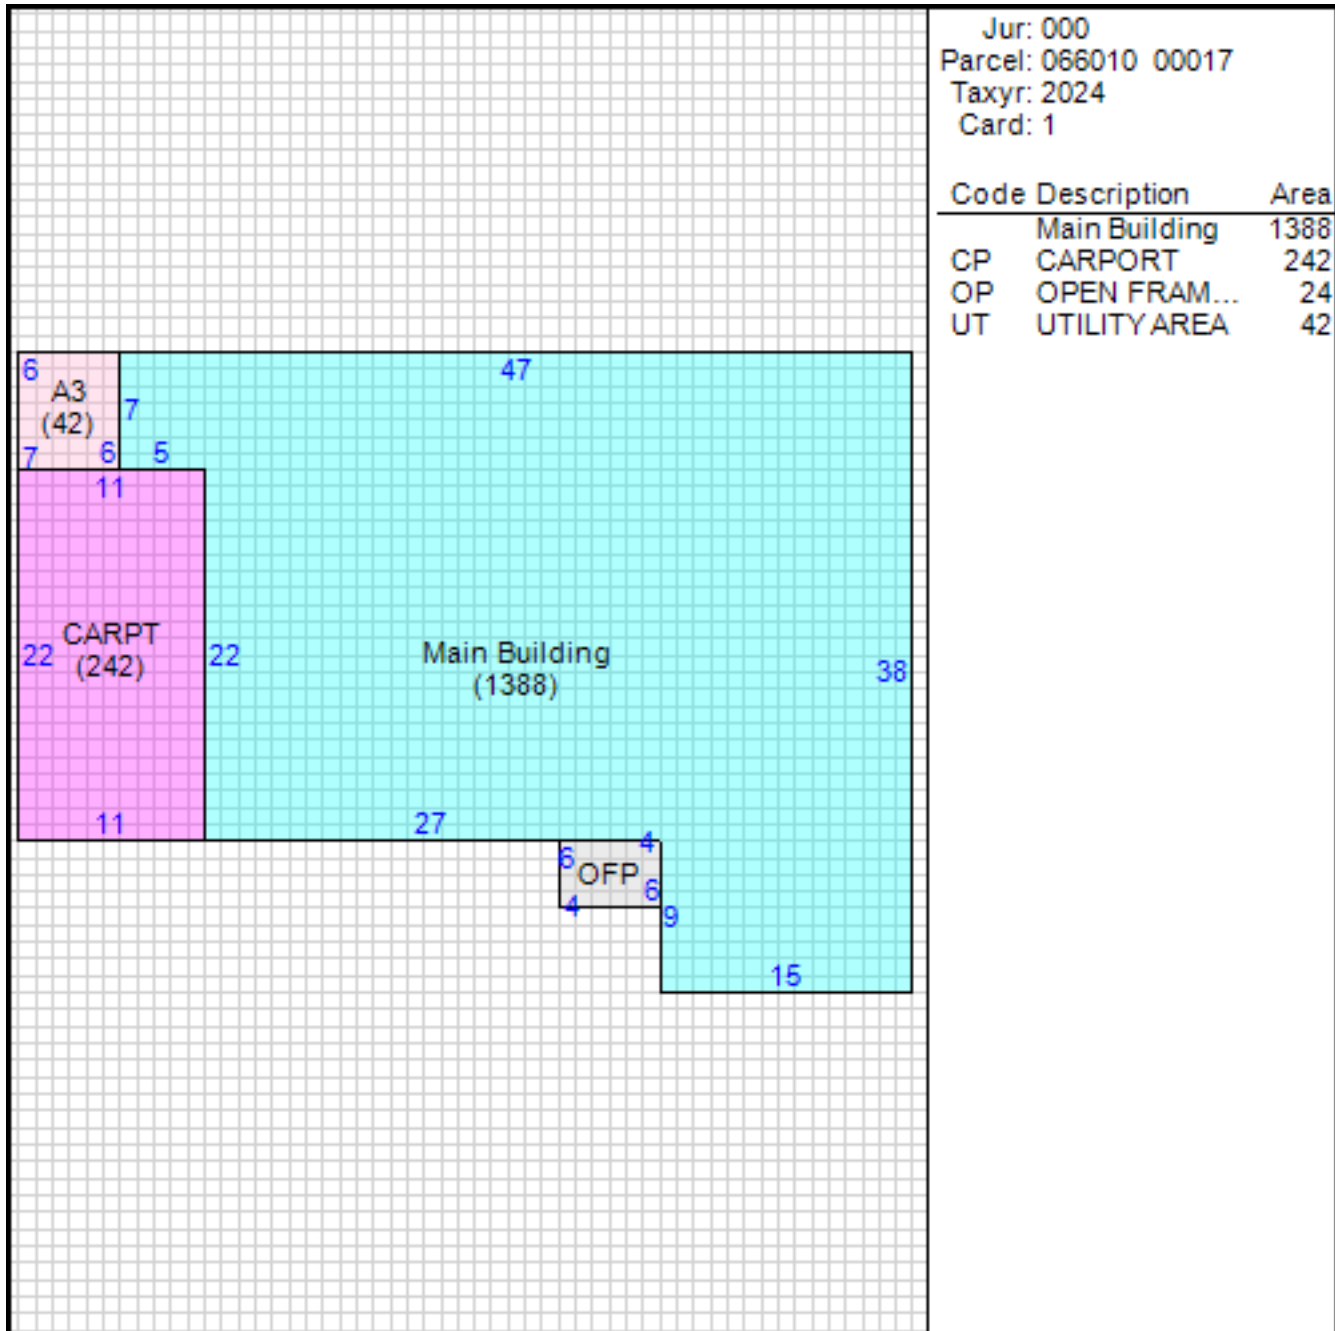 Jur: 000
Parcel: 066010 00017
Taxyr: 2024
Card: 1
Code Description Area
Main Building 1388
CP CARPORT 242
OP OPEN FRAM... 24
UT UTILITY AREA 42
6
47
A3
7
(42)
7
6
5
11
CARPT
22
(242)
22
Main Building
(1388)
38
11
27
4
6
OFP
6
4
9
15